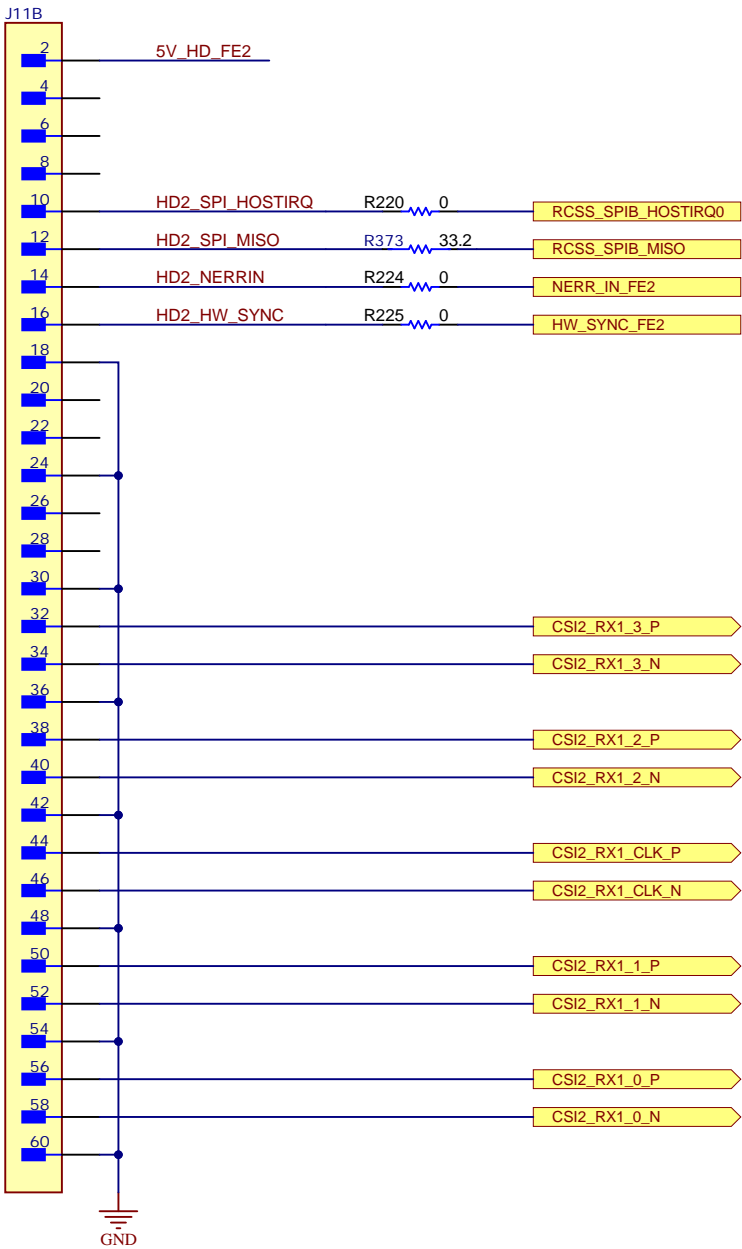 J11B
2 5V_HD_FE2
4
6
8
10 HD2_SPI_HOSTIRQ R220 0 RCSS_SPIB_HOSTIRQ0
12 HD2_SPI_MISO R373 33.2 RCSS_SPIB_MISO
14 HD2_NERRIN R224 0 NERR_IN_FE2
16 HD2_HW_SYNC R225 0 HW_SYNC_FE2
18
20
22
24
26
28
30
32 CSI2_RX1_3_P
34 CSI2_RX1_3_N
36
38 CSI2_RX1_2_P
40 CSI2_RX1_2_N
42
44 CSI2_RX1_CLK_P
46 CSI2_RX1_CLK_N
48
50 CSI2_RX1_1_P
52 CSI2_RX1_1_N
54
56 CSI2_RX1_0_P
58 CSI2_RX1_0_N
60
GND